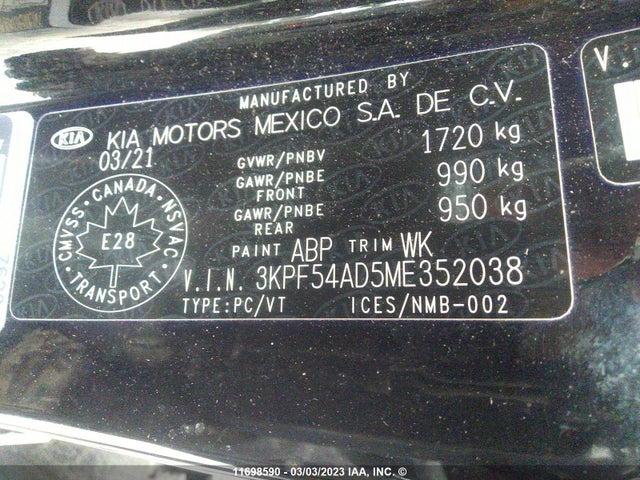 MANUFACTURED BY
KIA KIA MOTORS MEXICO S.A. DE C.V.
03/21
GVWR/PNBV 1720 kg
GAWR/PNBE FRONT 990 kg
GAWR/PNBE REAR 950 kg
PAINT ABP TRIM WK
V.I.N. 3KPF54AD5ME352038
TYPE:PC/VT ICES/NMB-002
CMVSS · CANADA · NSVAC · TRANSPORT ·
E28
V:
11698590 - 03/03/2023 IAA, INC. ©